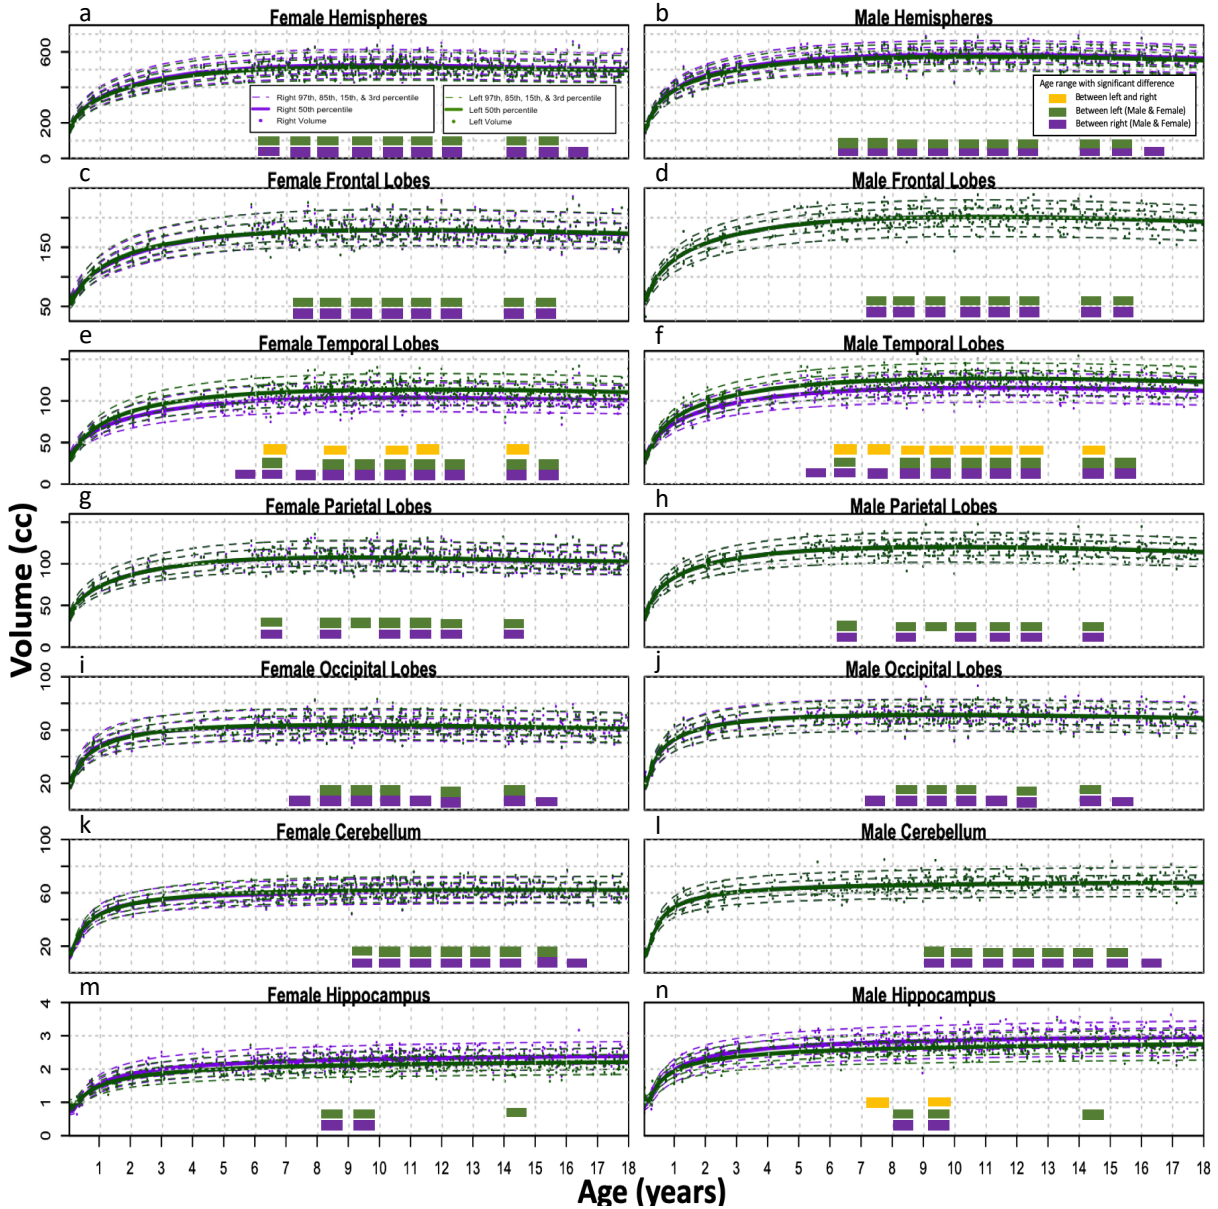 a Female Hemispheres b Male Hemispheres
600
200
0
Right 97th, 85th, 15th, & 3rd percentile
Right 50th percentile
Right Volume
Left 97th, 85th, 15th, & 3rd percentile
Left 50th percentile
Left Volume
Age range with significant difference
Between left and right
Between left (Male & Female)
Between right (Male & Female)
c Female Frontal Lobes d Male Frontal Lobes
150
50
e Female Temporal Lobes f Male Temporal Lobes
100
50
0
g Female Parietal Lobes h Male Parietal Lobes
100
50
0
i Female Occipital Lobes j Male Occipital Lobes
100
60
20
k Female Cerebellum l Male Cerebellum
100
60
20
m Female Hippocampus n Male Hippocampus
4
3
2
1
0
1 2 3 4 5 6 7 8 9 10 11 12 13 14 15 16 17 18 1 2 3 4 5 6 7 8 9 10 11 12 13 14 15 16 17 18
Volume (cc)
Age (years)